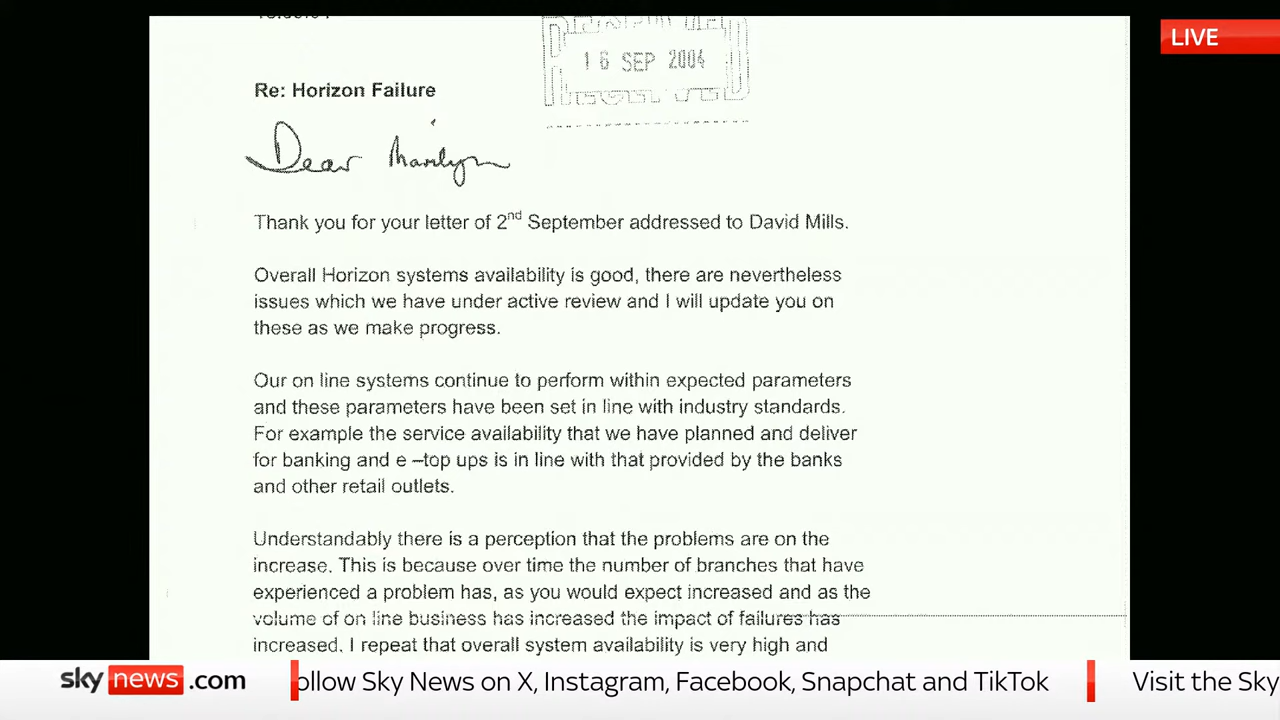 LIVE
16 SEP 2004
Re: Horizon Failure
Dear Marilyn
Thank you for your letter of 2nd September addressed to David Mills.
Overall Horizon systems availability is good, there are nevertheless
issues which we have under active review and I will update you on
these as we make progress.
Our on line systems continue to perform within expected parameters
and these parameters have been set in line with industry standards.
For example the service availability that we have planned and deliver
for banking and e –top ups is in line with that provided by the banks
and other retail outlets.
Understandably there is a perception that the problems are on the
increase. This is because over time the number of branches that have
experienced a problem has, as you would expect increased and as the
volume of on line business has increased the impact of failures has
increased. I repeat that overall system availability is very high and
sky news .com
ollow Sky News on X, Instagram, Facebook, Snapchat and TikTok
Visit the Sky